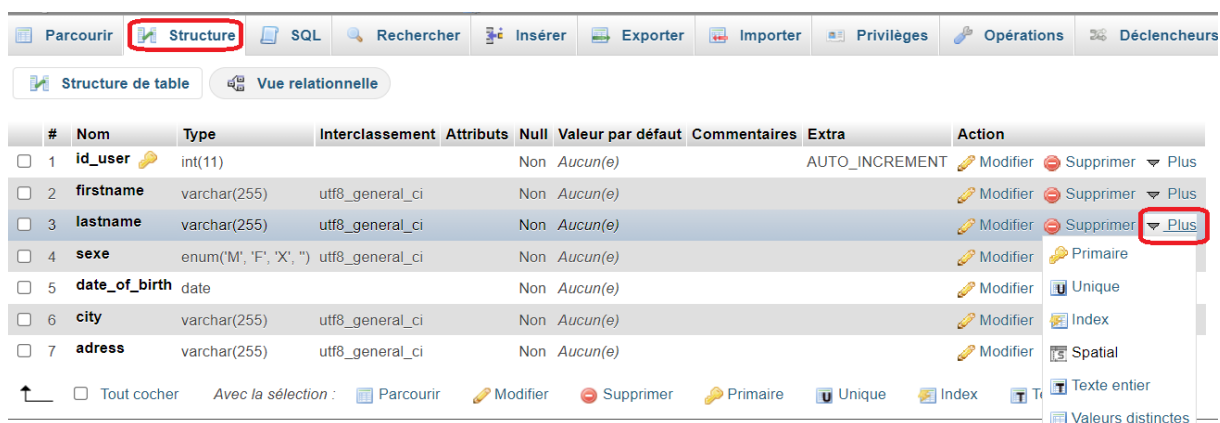 Parcourir Structure SQL Rechercher Insérer Exporter Importer Privilèges Opérations Déclencheurs
Structure de table Vue relationnelle
# Nom Type Interclassement Attributs Null Valeur par défaut Commentaires Extra Action
1 id_user int(11) Non Aucun(e) AUTO_INCREMENT Modifier Supprimer Plus
2 firstname varchar(255) utf8_general_ci Non Aucun(e) Modifier Supprimer Plus
3 lastname varchar(255) utf8_general_ci Non Aucun(e) Modifier Supprimer Plus
4 sexe enum('M', 'F', 'X', '') utf8_general_ci Non Aucun(e) Modifier Primaire
5 date_of_birth date Non Aucun(e) Modifier Unique
6 city varchar(255) utf8_general_ci Non Aucun(e) Modifier Index
7 adress varchar(255) utf8_general_ci Non Aucun(e) Modifier Spatial
Tout cocher Avec la sélection : Parcourir Modifier Supprimer Primaire Unique Index Texte entier
Valeurs distinctes